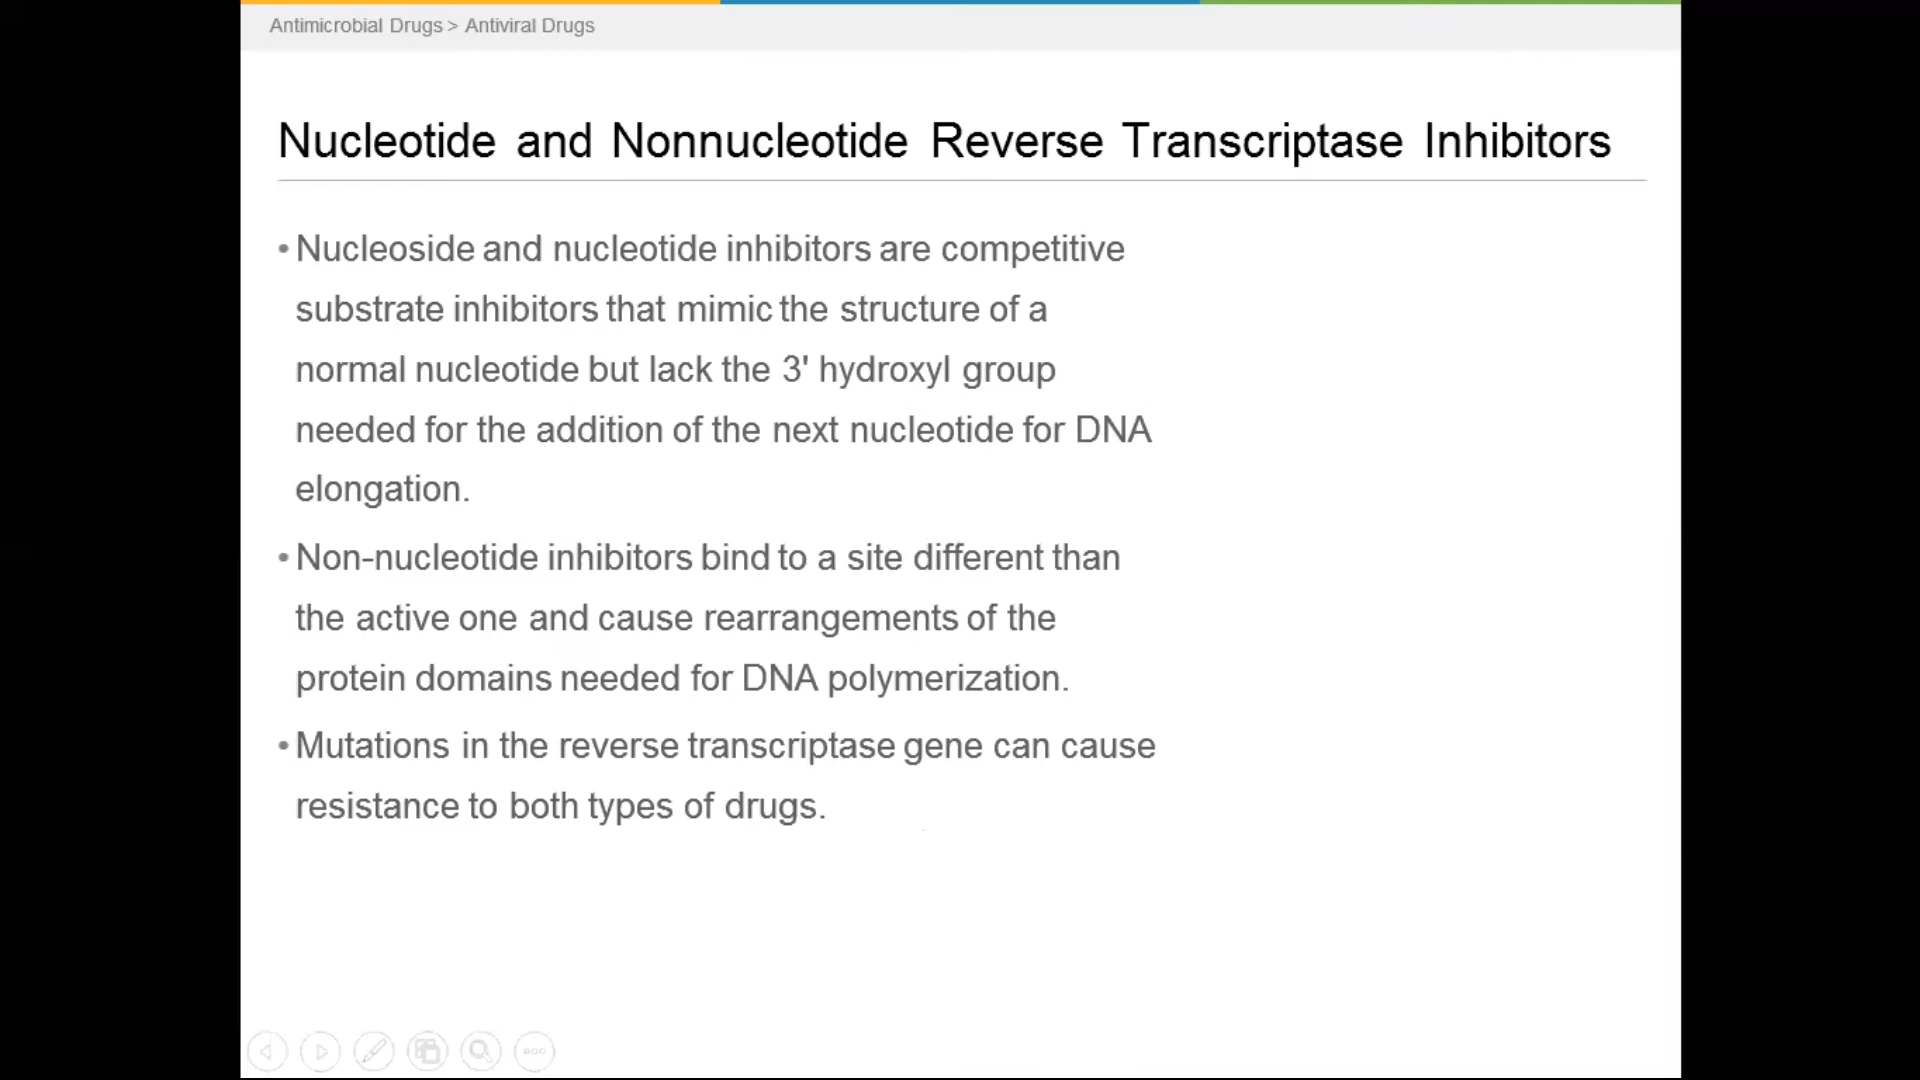 Antimicrobial Drugs > Antiviral Drugs
Nucleotide and Nonnucleotide Reverse Transcriptase Inhibitors
• Nucleoside and nucleotide inhibitors are competitive
substrate inhibitors that mimic the structure of a
normal nucleotide but lack the 3' hydroxyl group
needed for the addition of the next nucleotide for DNA
elongation.
• Non-nucleotide inhibitors bind to a site different than
the active one and cause rearrangements of the
protein domains needed for DNA polymerization.
• Mutations in the reverse transcriptase gene can cause
resistance to both types of drugs.